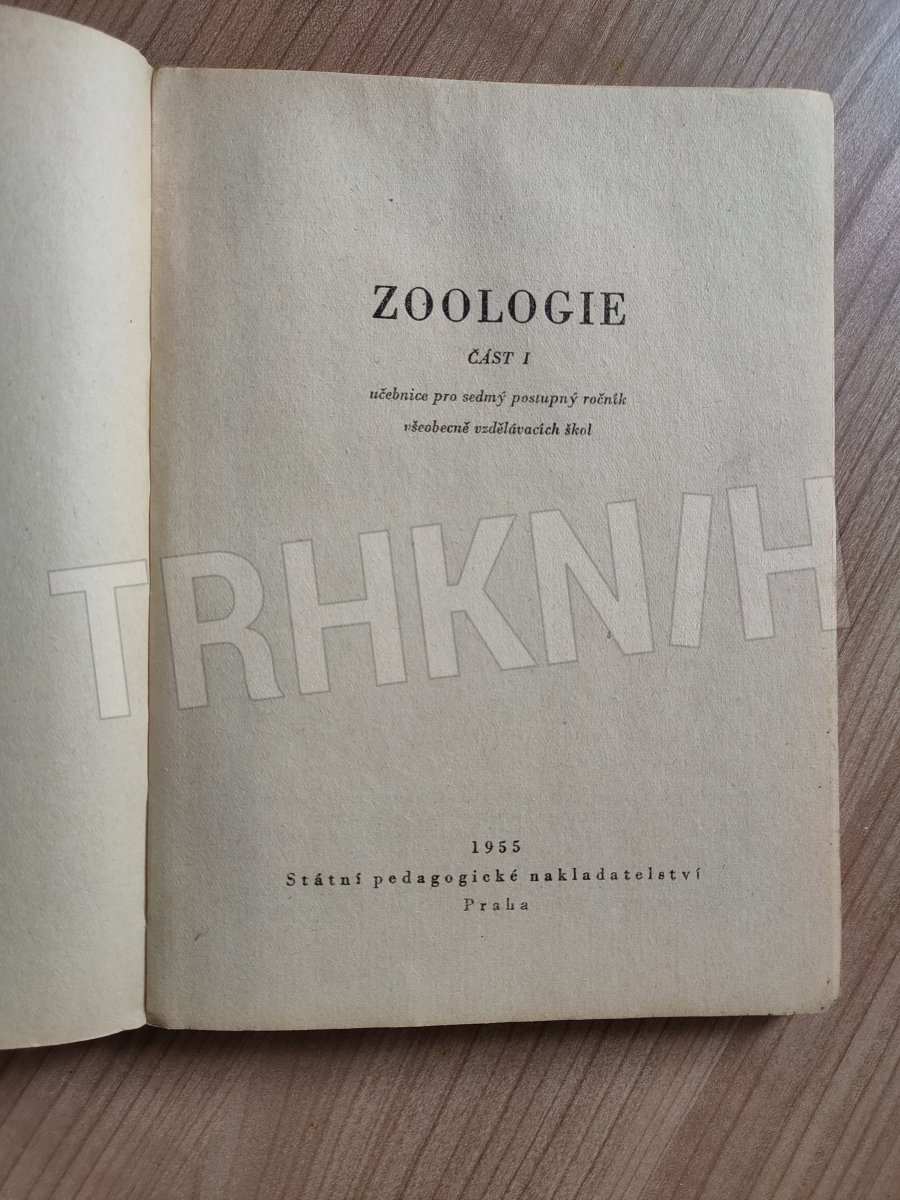 ZOOLOGIE
ČÁST I
učebnice pro sedmý postupný ročník
všeobecně vzdělávacích škol
TRHKNIH
1955
Státní pedagogické nakladatelství
Praha